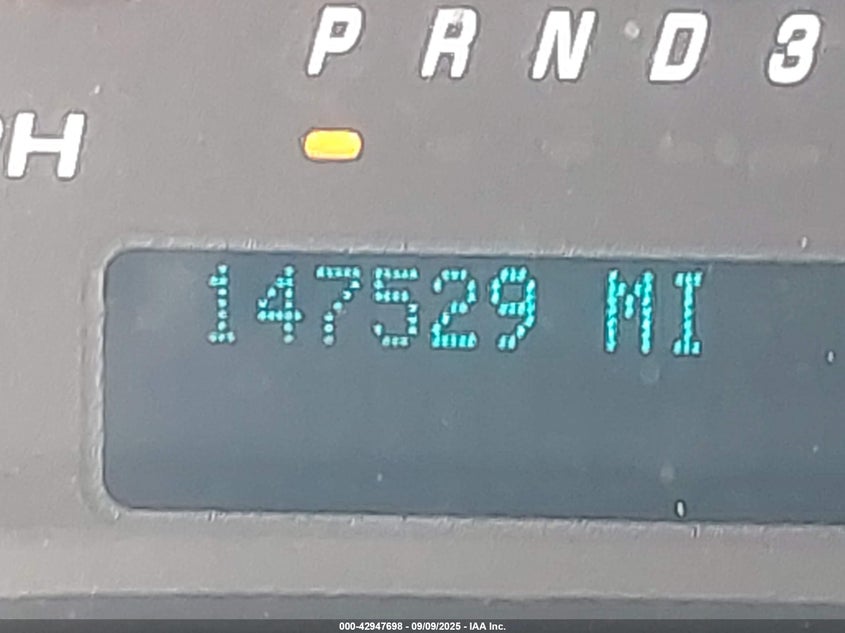 P R N D 3
H
147529 MI
000-42947698 - 09/09/2025 - IAA Inc.